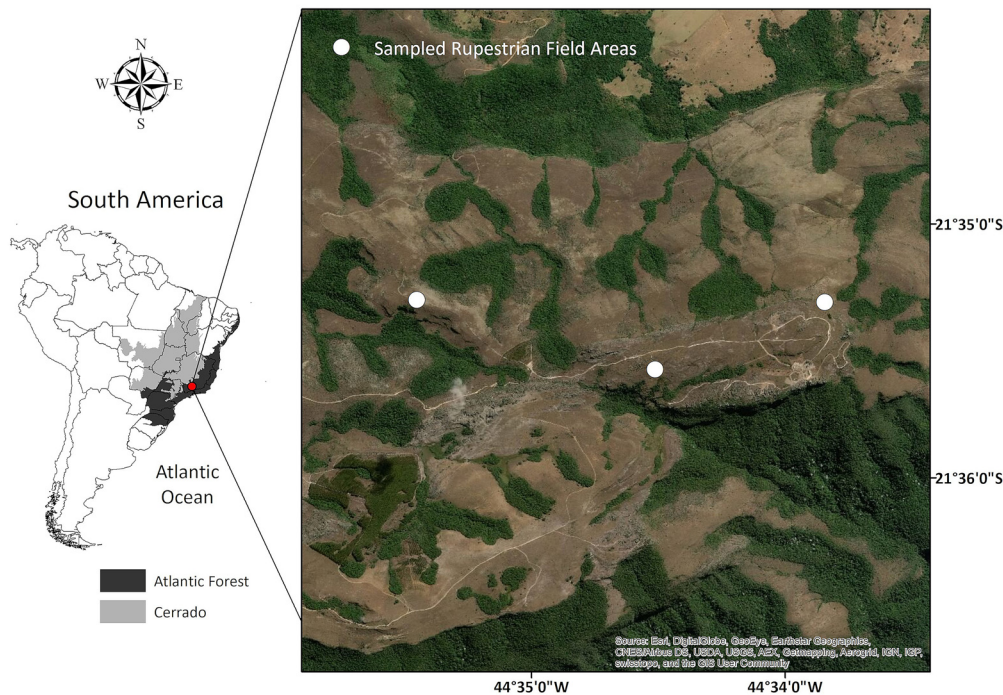 N
W E
S
Sampled Rupestrian Field Areas
South America
21°35'0"S
Atlantic
Ocean
21°36'0"S
Atlantic Forest
Cerrado
Source: Esri, DigitalGlobe, GeoEye, Earthstar Geographics,
CNES/Airbus DS, USDA, USGS, AEX, Getmapping, Aerogrid, IGN, IGP,
swisstopo, and the GIS User Community
44°35'0"W
44°34'0"W